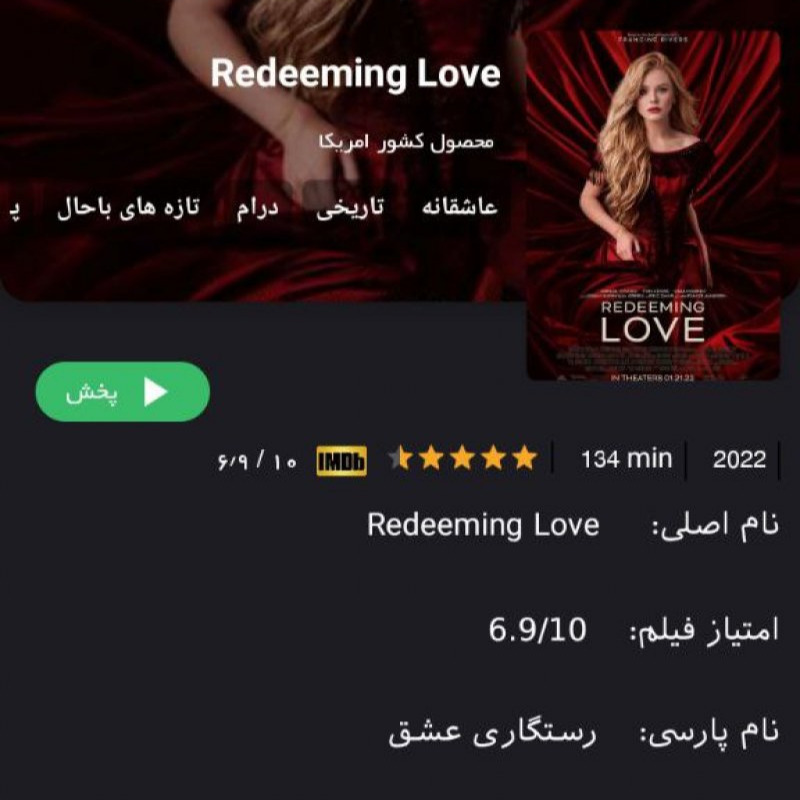 FRANCINE RIVERS
Redeeming Love
محصول کشور امریکا
عاشقانه تاریخی درام تازه های باحال پ
REDEEMING
LOVE
IN THEATERS 01.21.22
پخش
2022 134 min IMDb ۶٫۹ / ۱۰
نام اصلی: Redeeming Love
امتیاز فیلم: 6.9/10
نام پارسی: رستگاری عشق